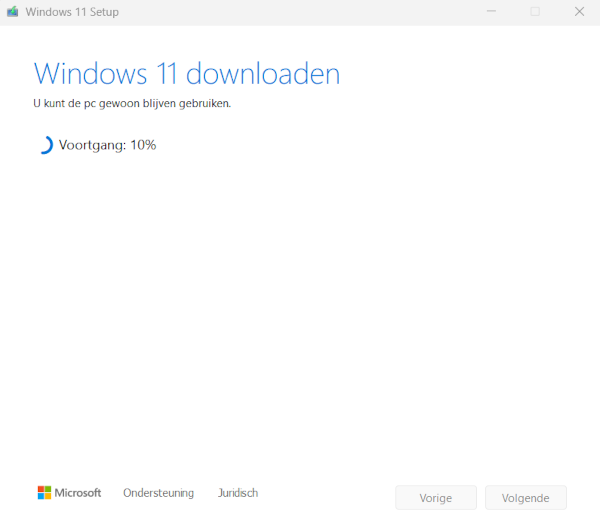 Windows 11 Setup
Windows 11 downloaden
U kunt de pc gewoon blijven gebruiken.
Voortgang: 10%
Microsoft Ondersteuning Juridisch Vorige Volgende